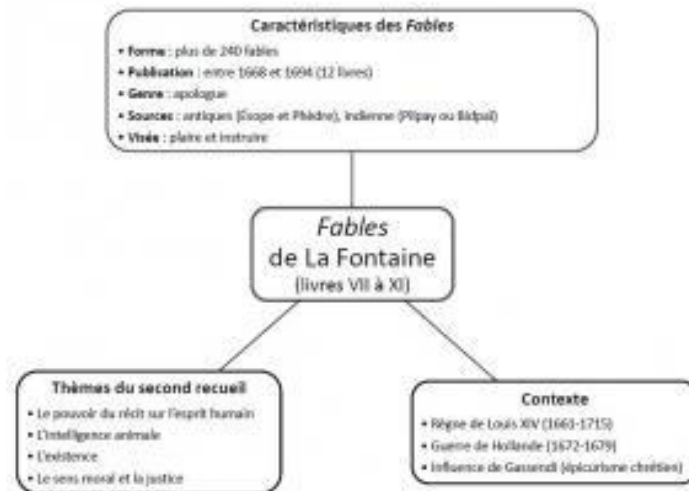 Caractéristiques des Fables
• Forme : plus de 240 fables
• Publication : entre 1668 et 1694 (12 livres)
• Genre : apologue
• Sources : antiques (Ésope et Phèdre), indienne (Pilpay ou Bidpaï)
• Visée : plaire et instruire
Fables
de La Fontaine
(livres VII à XI)
Thèmes du second recueil
• Le pouvoir du récit sur l'esprit humain
• L'intelligence animale
• L'existence
• Le sens moral et la justice
Contexte
• Règne de Louis XIV (1661-1715)
• Guerre de Hollande (1672-1679)
• Influence de Gassendi (épicurisme chrétien)